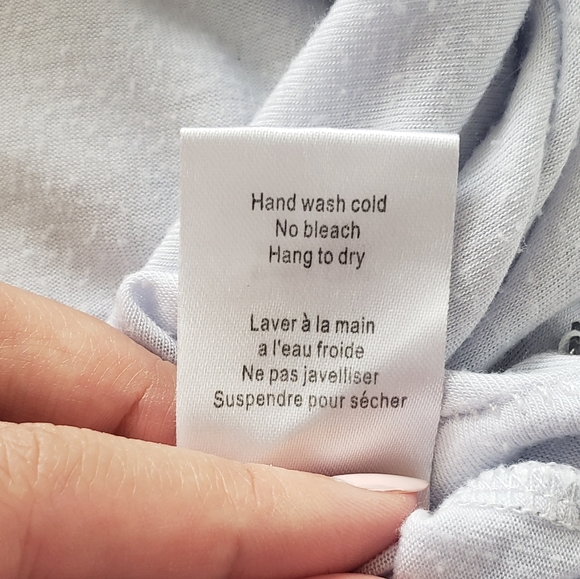 Hand wash cold
No bleach
Hang to dry
Laver à la main
a l'eau froide
Ne pas javelliser
Suspendre pour sécher